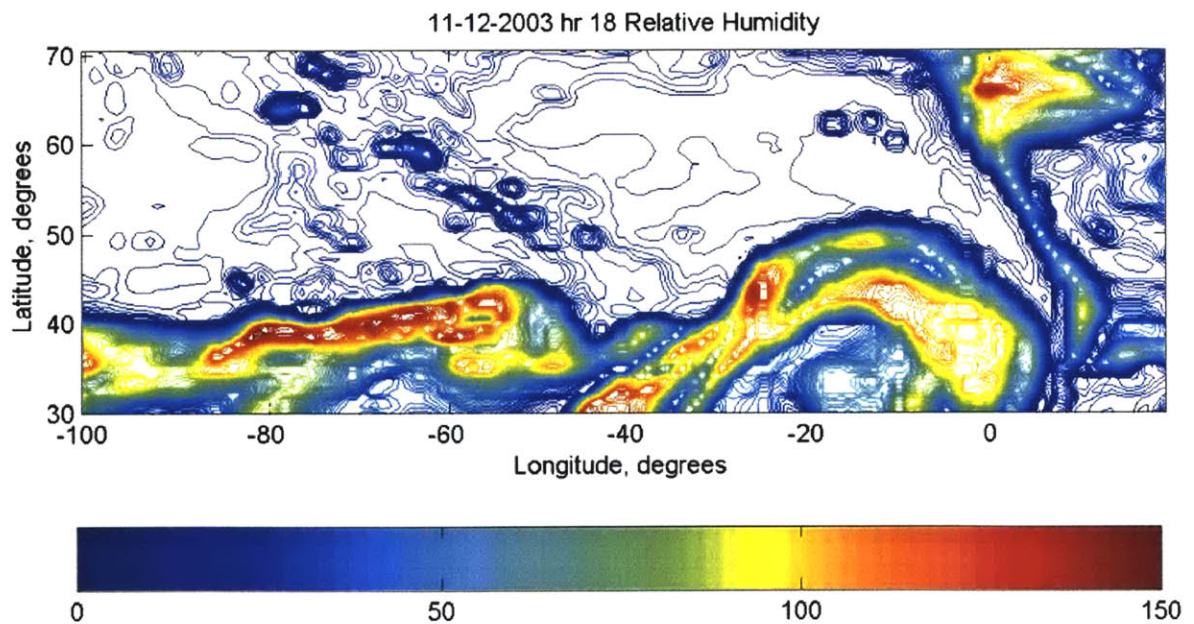 11-12-2003 hr 18 Relative Humidity
70
60
50
40
30
Latitude, degrees
-100 -80 -60 -40 -20 0
Longitude, degrees
0 50 100 150